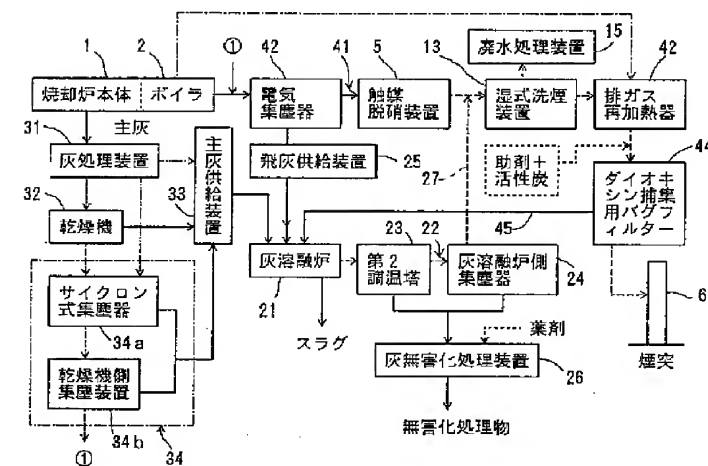 1
2
①
42
41
5
13
廃水処理装置
15
42
焼却炉本体
ボイラ
電気
集塵器
触媒
脱硝装置
湿式洗煙
装置
排ガス
再加熱器
主灰
31
灰処理装置
主灰供給装置
33
飛灰供給装置
25
27
助剤+
活性炭
44
ダイオキ
シン捕集
用バグフ
ィルター
32
乾燥機
45
23
22
灰溶融炉
21
第2
調温塔
灰溶融炉側
集塵器
24
サイクロン
式集塵器
34a
スラグ
薬剤
6
煙突
乾燥機側
集塵装置
34b
灰無害化処理装置
26
34
①
無害化処理物